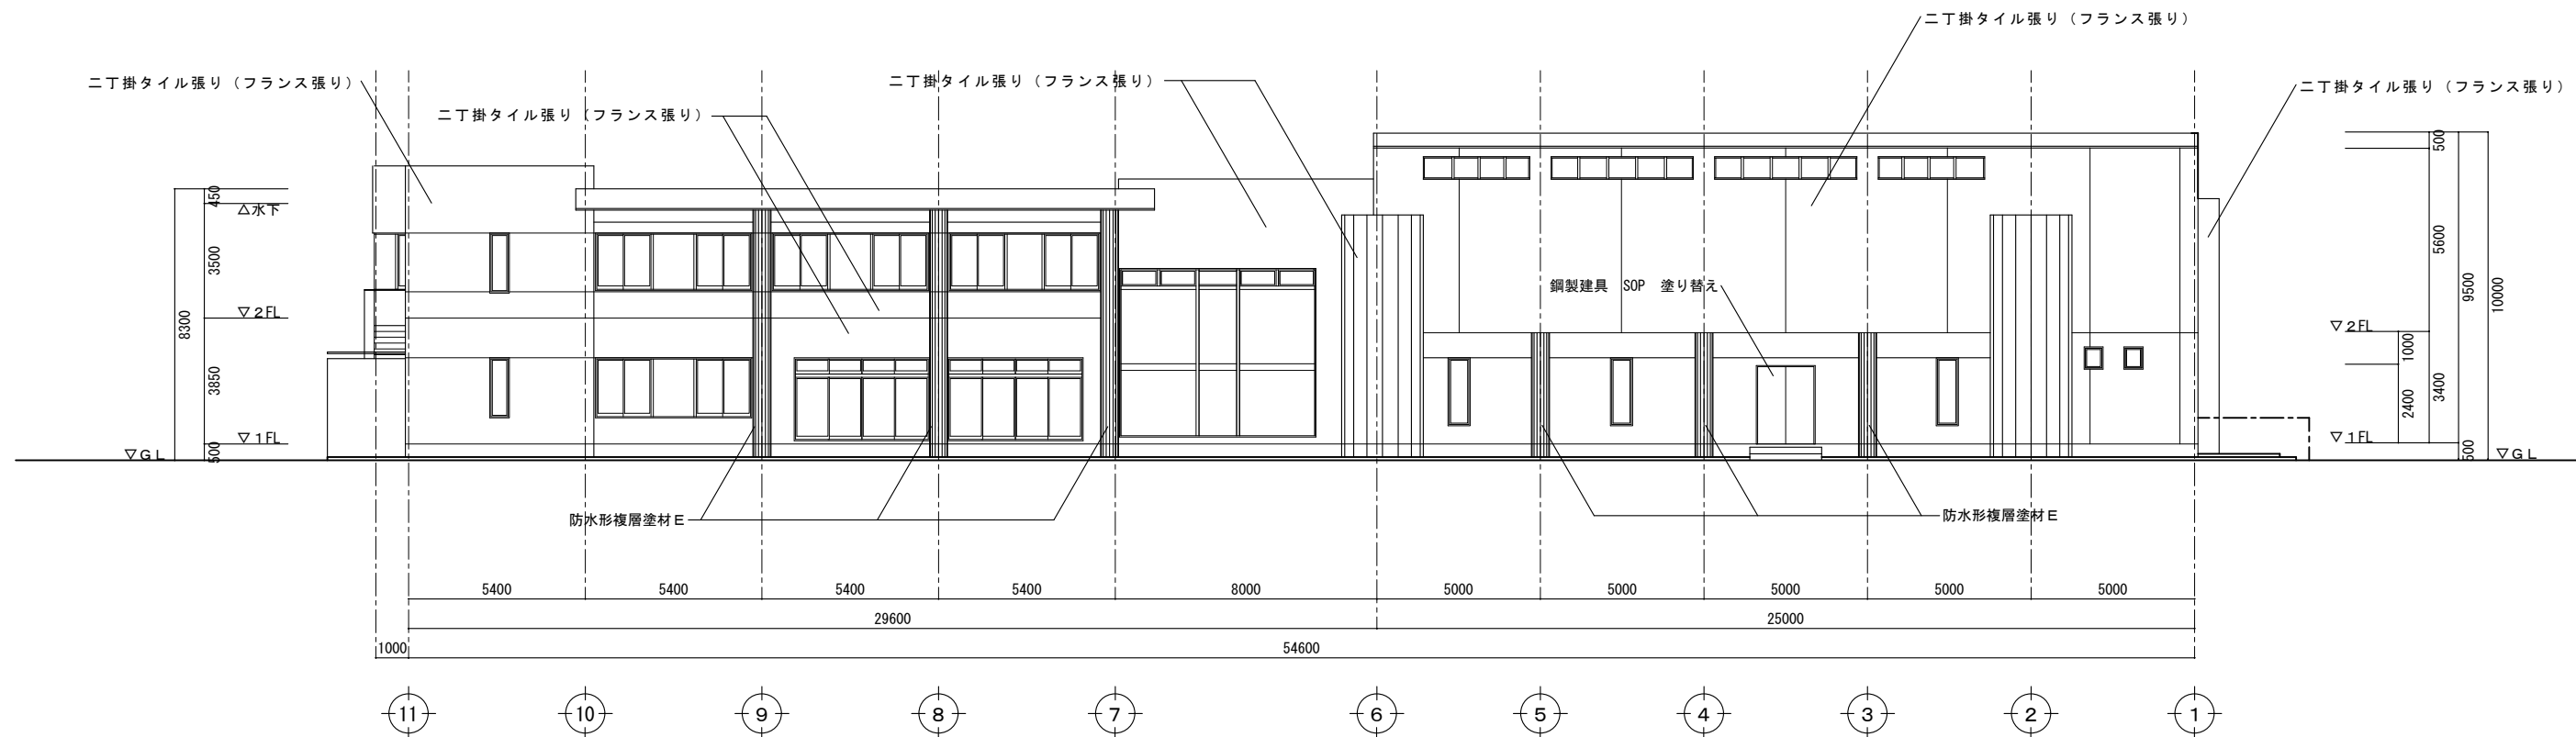 二丁掛タイル張り（フランス張り）
二丁掛タイル張り（フランス張り）
二丁掛タイル張り（フランス張り）
二丁掛タイル張り（フランス張り）
二丁掛タイル張り（フランス張り）
450
△水下
3500
8300
▽２FL
3850
▽１FL
500
▽ＧＬ
鋼製建具　SOP　塗り替え
500
5600
9500
10000
▽２FL
1000
3400
2400
▽１FL
500
▽ＧＬ
防水形複層塗材Ｅ
防水形複層塗材Ｅ
5400
5400
5400
5400
8000
5000
5000
5000
5000
5000
29600
25000
1000
54600
11
10
9
8
7
6
5
4
3
2
1